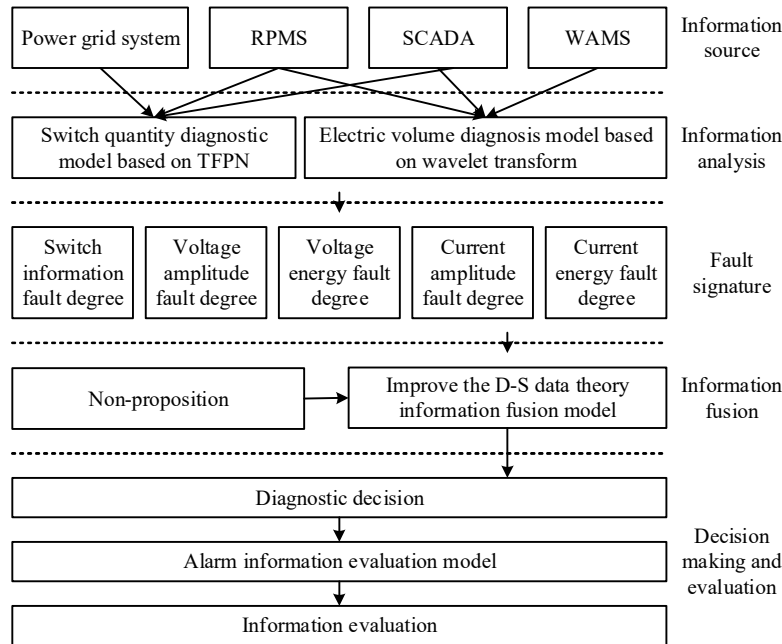 Power grid system
RPMS
SCADA
WAMS
Information
source
Switch quantity diagnostic
model based on TFPN
Electric volume diagnosis model based
on wavelet transform
Information
analysis
Switch
information
fault degree
Voltage
amplitude
fault degree
Voltage
energy fault
degree
Current
amplitude
fault degree
Current
energy fault
degree
Fault
signature
Non-proposition
Improve the D-S data theory
information fusion model
Information
fusion
Diagnostic decision
Alarm information evaluation model
Information evaluation
Decision
making and
evaluation